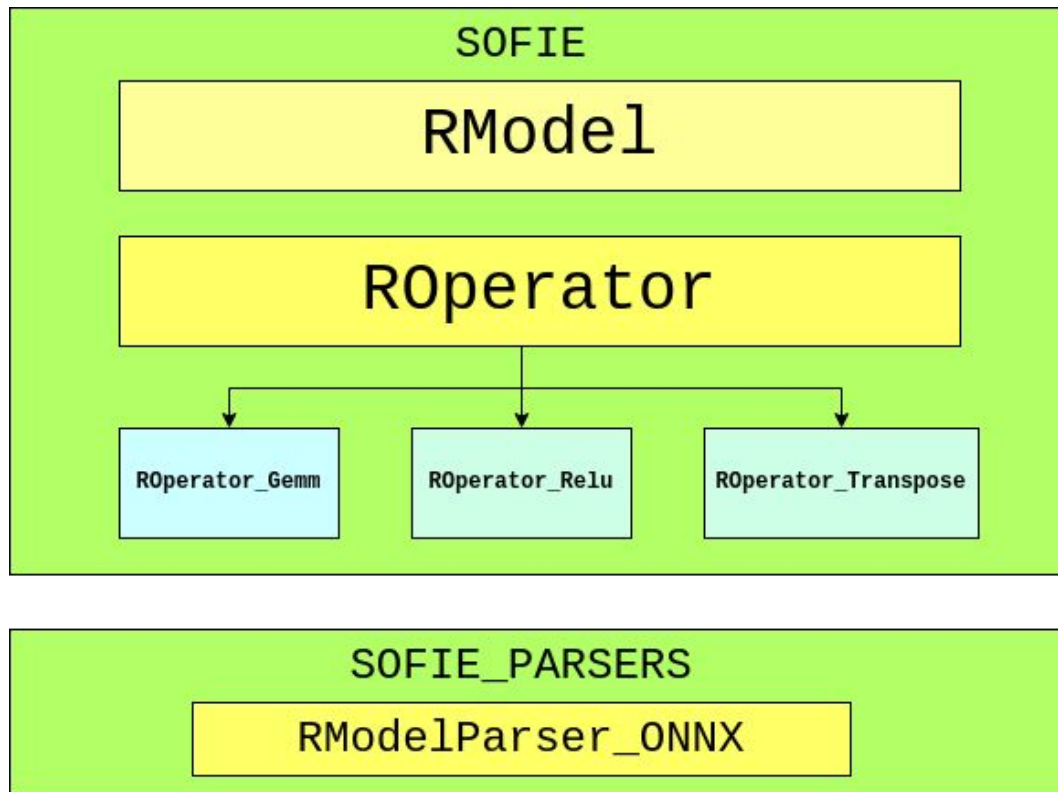 SOFIE
RModel
ROperator
ROperator_Gemm
ROperator_Relu
ROperator_Transpose
SOFIE_PARSERS
RModelParser_ONNX